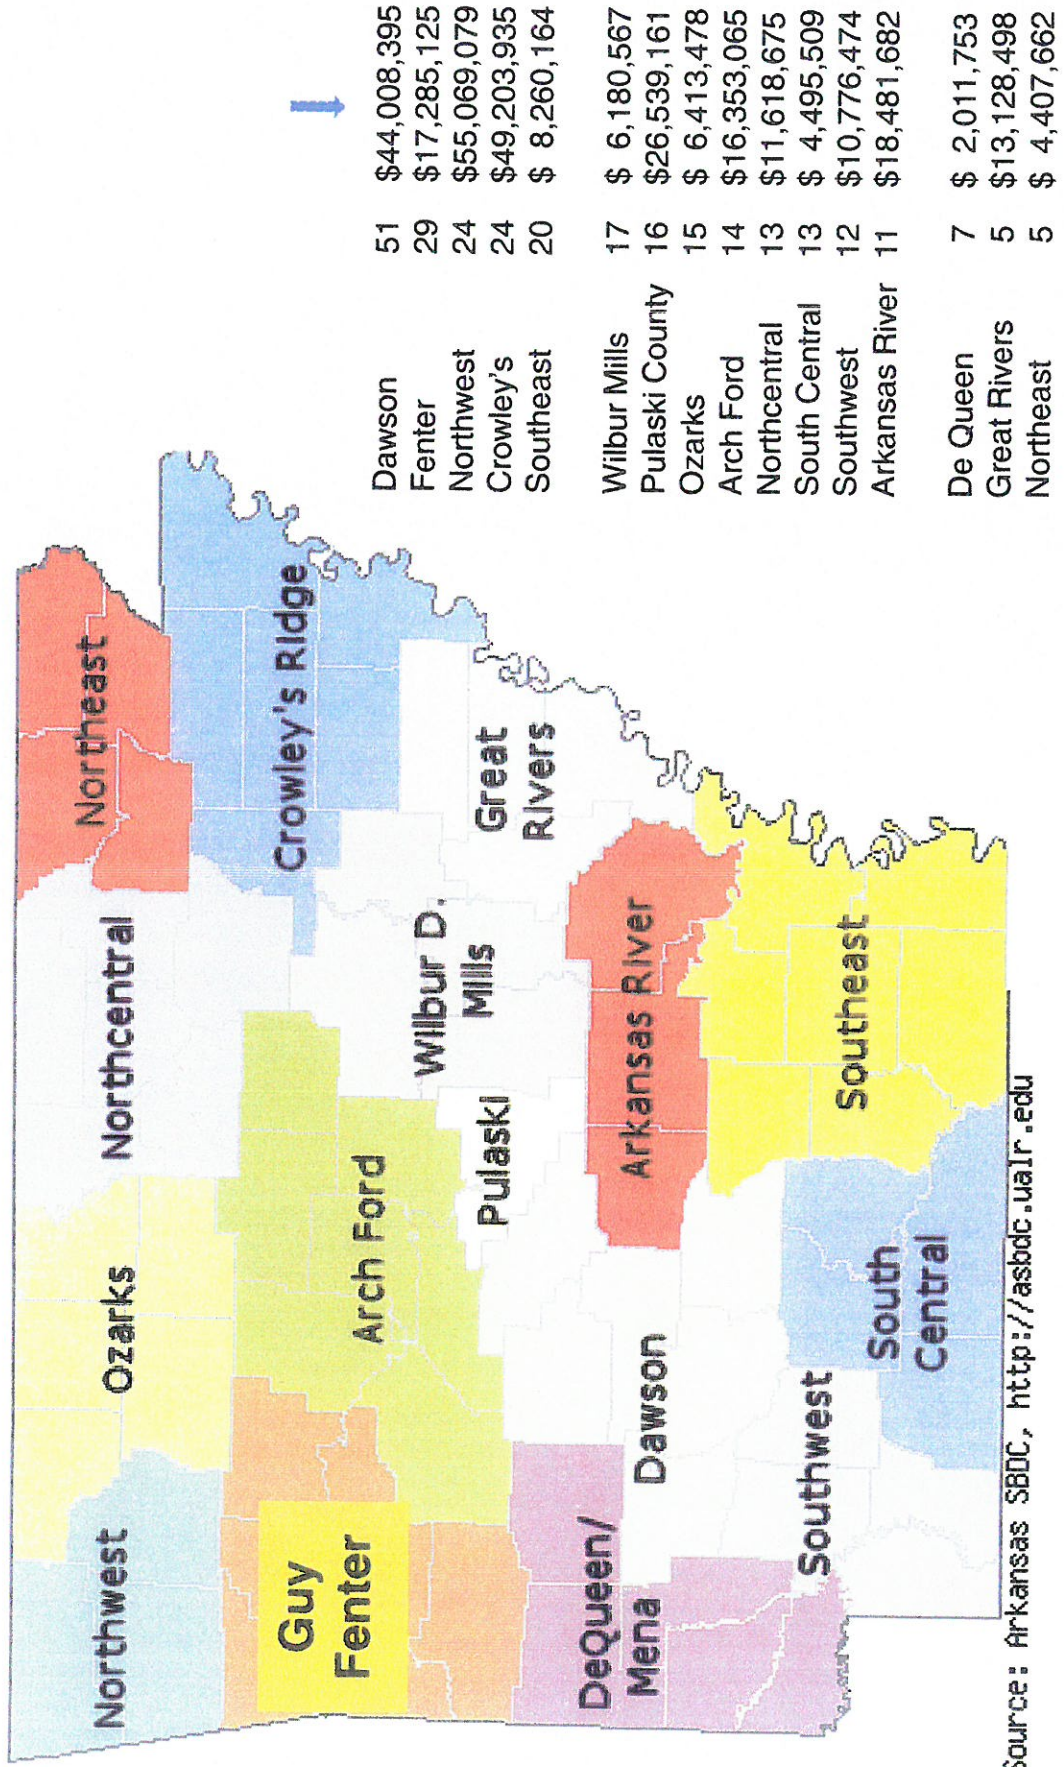 Northwest
Ozarks
Northcentral
Northeast
Guy
Fenter
Arch Ford
Crowley's RIdge
Wilbur D.
Mills
Pulaski
Great
Rivers
DeQueen/
Mena
Dawson
Arkansas River
Southwest
South
Central
Southeast
Source: Arkansas SBDC, http://asbdc.ualr.edu
Dawson 51 $44,008,395
Fenter 29 $17,285,125
Northwest 24 $55,069,079
Crowley's 24 $49,203,935
Southeast 20 $ 8,260,164
Wilbur Mills 17 $ 6,180,567
Pulaski County 16 $26,539,161
Ozarks 15 $ 6,413,478
Arch Ford 14 $16,353,065
Northcentral 13 $11,618,675
South Central 13 $ 4,495,509
Southwest 12 $10,776,474
Arkansas River 11 $18,481,682
De Queen 7 $ 2,011,753
Great Rivers 5 $13,128,498
Northeast 5 $ 4,407,662